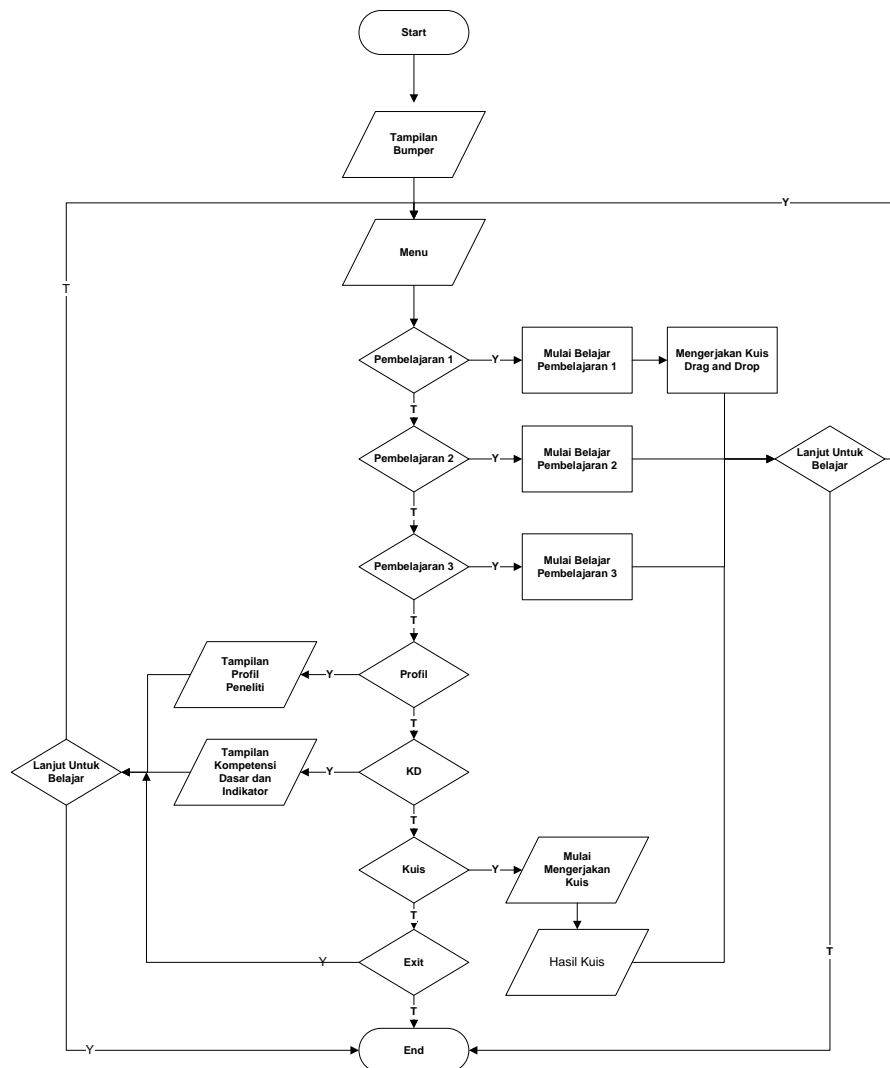 Start
Tampilan
Bumper
Y
Menu
T
Pembelajaran 1
Y
Mulai Belajar
Pembelajaran 1
Mengerjakan Kuis
Drag and Drop
T
Pembelajaran 2
Y
Mulai Belajar
Pembelajaran 2
Lanjut Untuk
Belajar
T
Pembelajaran 3
Y
Mulai Belajar
Pembelajaran 3
T
Tampilan
Profil
Peneliti
Y
Profil
T
Lanjut Untuk
Belajar
Tampilan
Kompetensi
Dasar dan
Indikator
Y
KD
T
Kuis
Y
Mulai
Mengerjakan
Kuis
T
Y
Exit
Hasil Kuis
T
T
Y
End